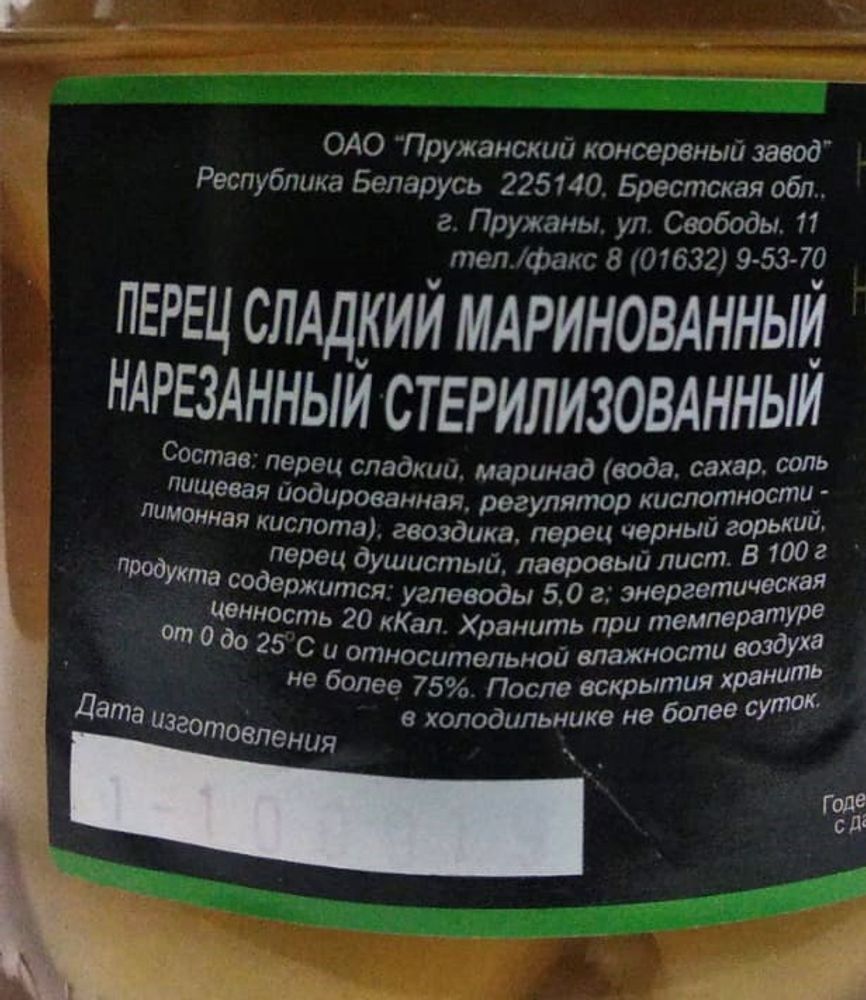 ОАО "Пружанский консервный завод"
Республика Беларусь 225140, Брестская обл.,
г. Пружаны, ул. Свободы, 11
тел./факс 8 (01632) 9-53-70
ПЕРЕЦ СЛАДКИЙ МАРИНОВАННЫЙ
НАРЕЗАННЫЙ СТЕРИЛИЗОВАННЫЙ
Состав: перец сладкий, маринад (вода, сахар, соль
пищевая йодированная, регулятор кислотности -
лимонная кислота), гвоздика, перец черный горький,
перец душистый, лавровый лист. В 100 г
продукта содержится: углеводы 5,0 г; энергетическая
ценность 20 кКал. Хранить при температуре
от 0 до 25°С и относительной влажности воздуха
не более 75%. После вскрытия хранить
в холодильнике не более суток.
Дата изготовления